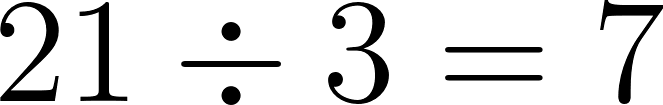 21 ÷ 3 = 7